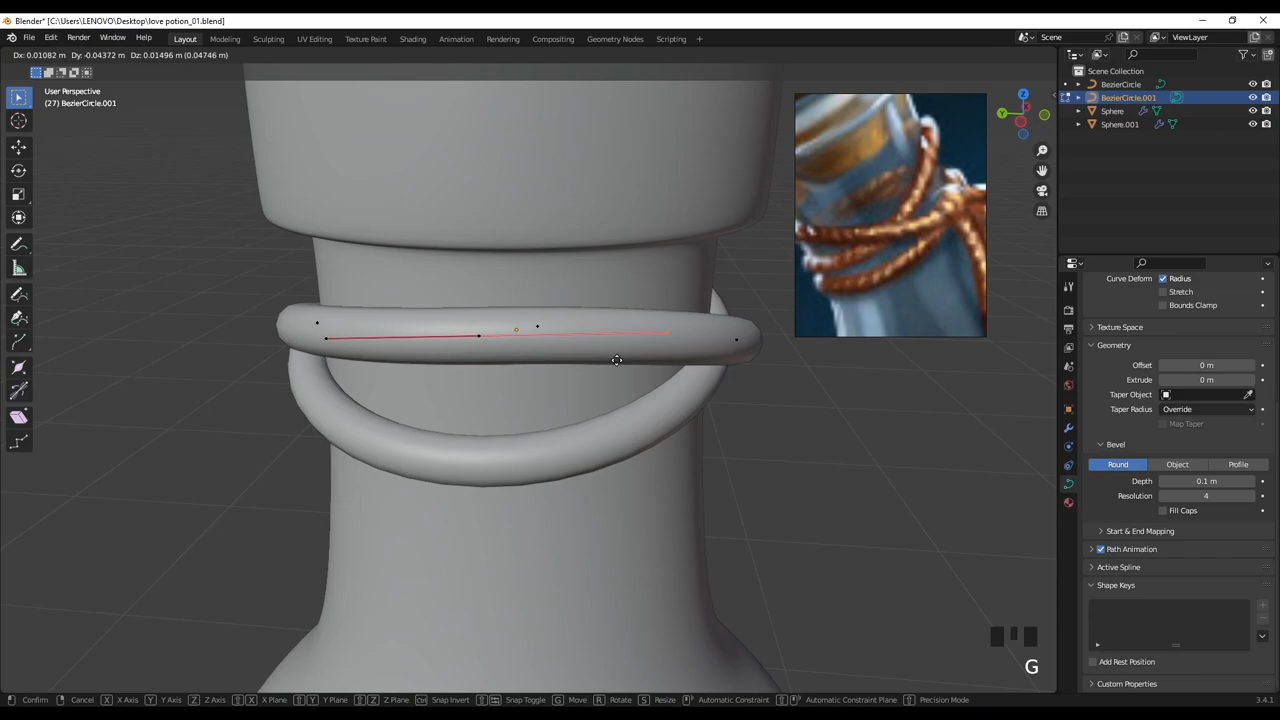 Blender* [C:\Users\LENOVO\Desktop\love potion_01.blend]
File Edit Render Window Help Layout Modeling Sculpting UV Editing Texture Paint Shading Animation Rendering Compositing Geometry Nodes Scripting + Scene ViewLayer
Dx: 0.01082 m Dy: -0.04372 m Dz: 0.01496 m (0.04746 m)
User Perspective
(27) BezierCircle.001
Z
Y
Scene Collection
BezierCircle
BezierCircle.001
Sphere
Sphere.001
Curve Deform Radius
Stretch
Bounds Clamp
Texture Space
Geometry
Offset 0 m
Extrude 0 m
Taper Object
Taper Radius Override
Map Taper
Bevel
Round Object Profile
Depth 0.1 m
Resolution 4
Fill Caps
Start & End Mapping
Path Animation
Active Spline
Shape Keys
Add Rest Position
Custom Properties
G
Confirm Cancel X X Axis Y Y Axis Z Z Axis X X Plane Y Y Plane Z Z Plane Ctrl Snap Invert Snap Toggle G Move R Rotate S Resize Automatic Constraint Automatic Constraint Plane Precision Mode 3.4.1